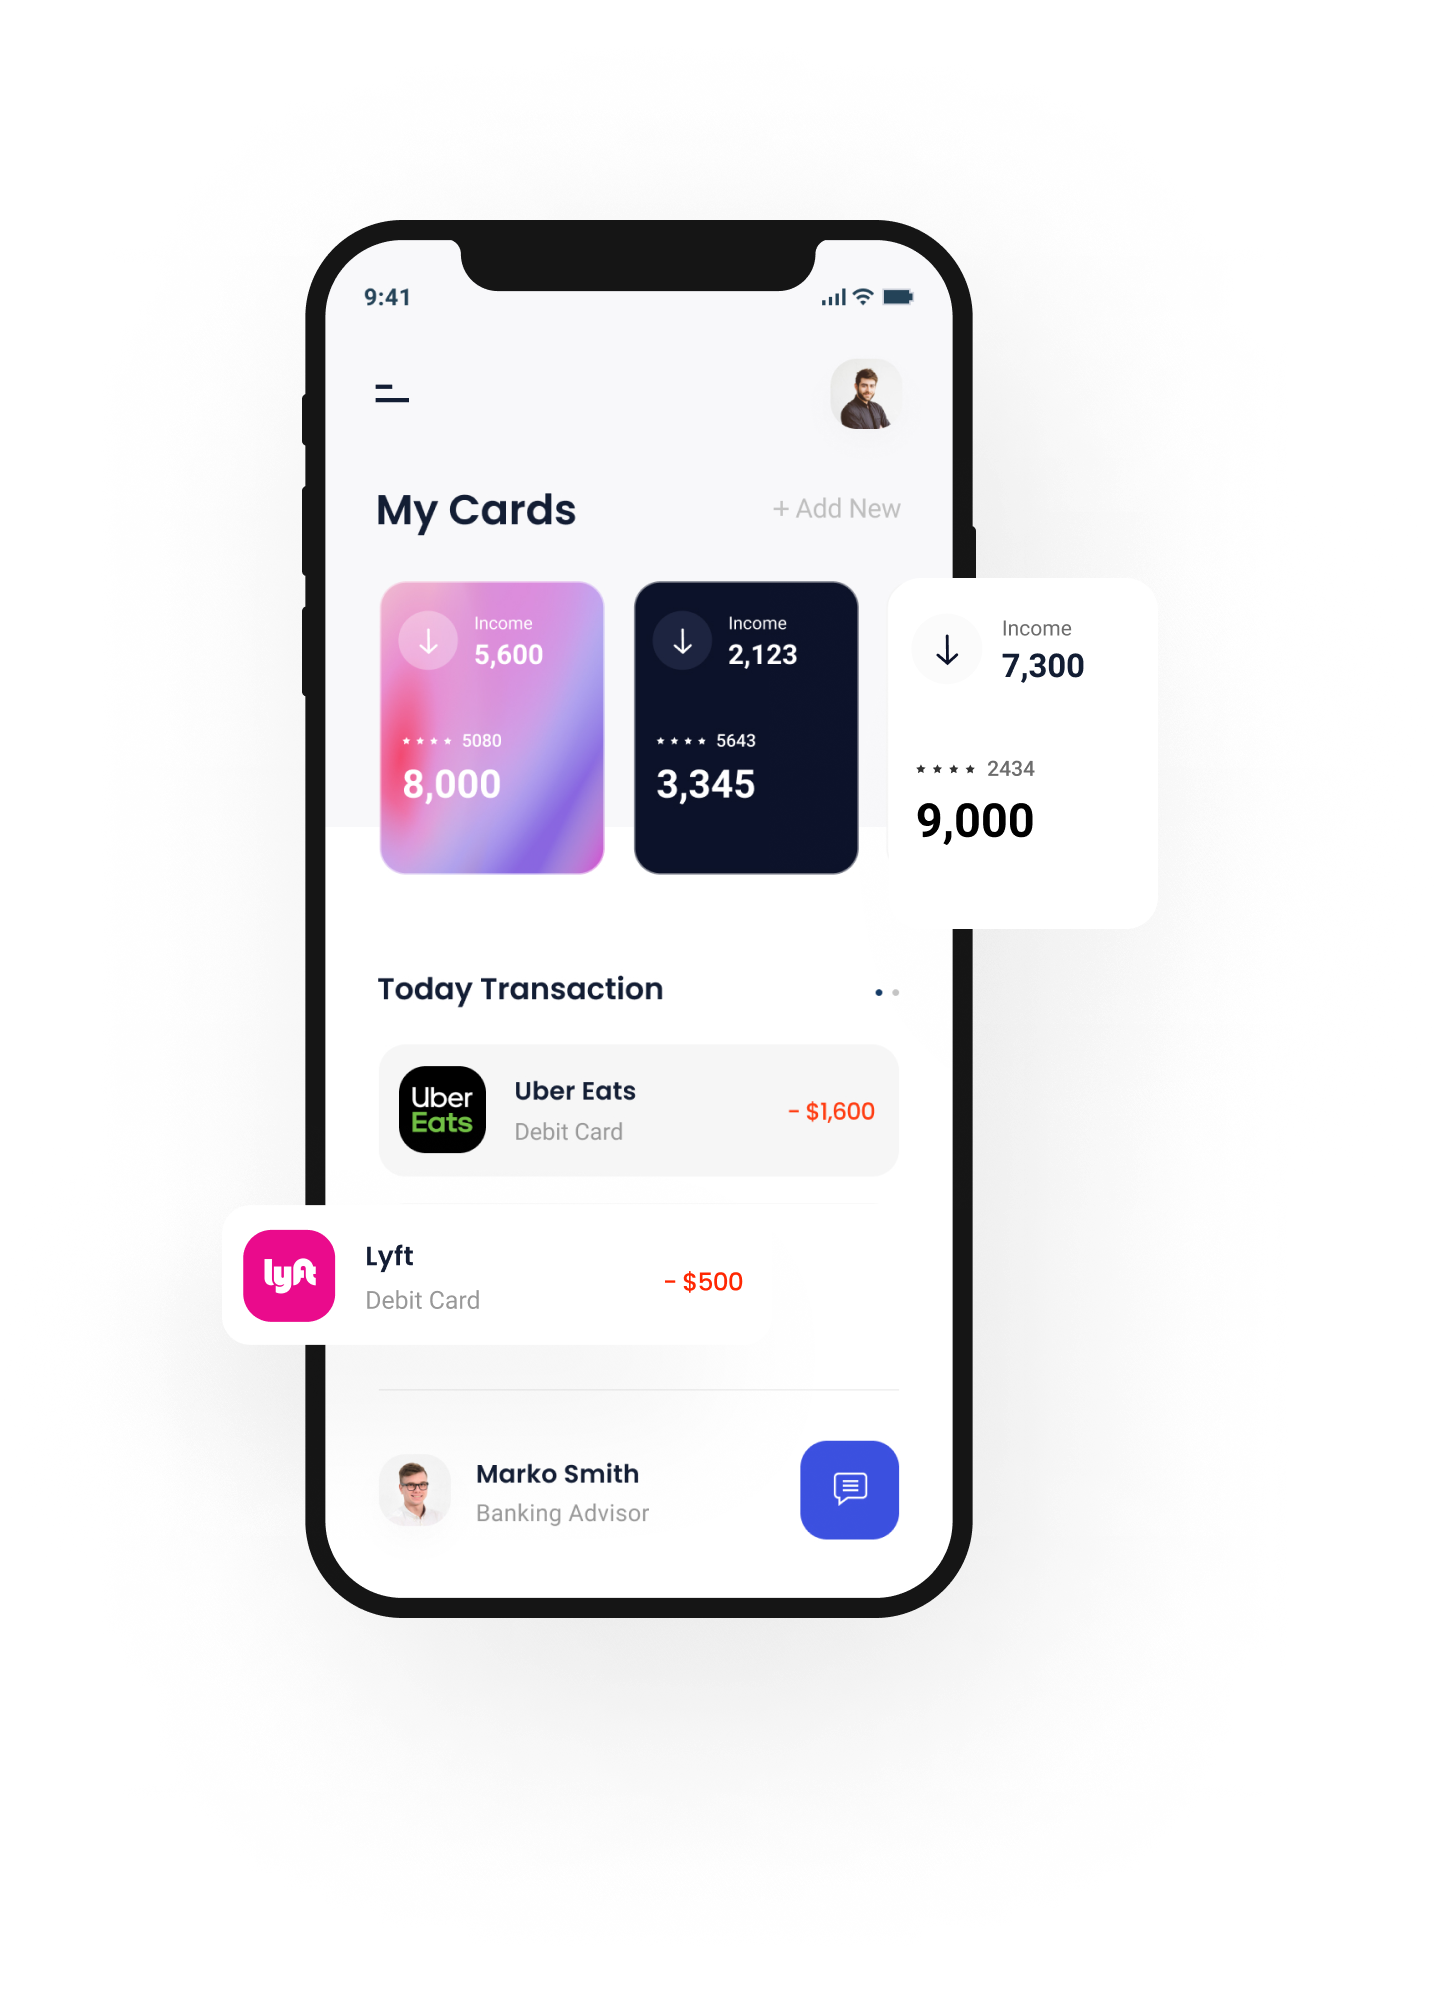 9:41
My Cards
+ Add New
Income
5,600
★ ★ ★ ★ 5080
8,000
Income
2,123
★ ★ ★ ★ 5643
3,345
Income
7,300
★ ★ ★ ★ 2434
9,000
Today Transaction
Uber
Eats
Uber Eats
Debit Card
- $1,600
lyft
Lyft
Debit Card
- $500
Marko Smith
Banking Advisor